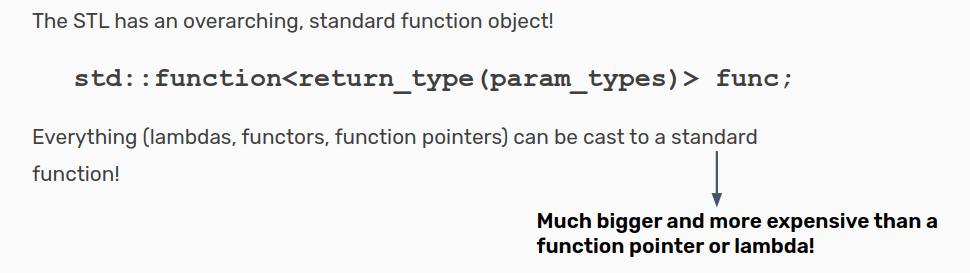 The STL has an overarching, standard function object!
std::function<return_type(param_types)> func;
Everything (lambdas, functors, function pointers) can be cast to a standard
function!
Much bigger and more expensive than a
function pointer or lambda!